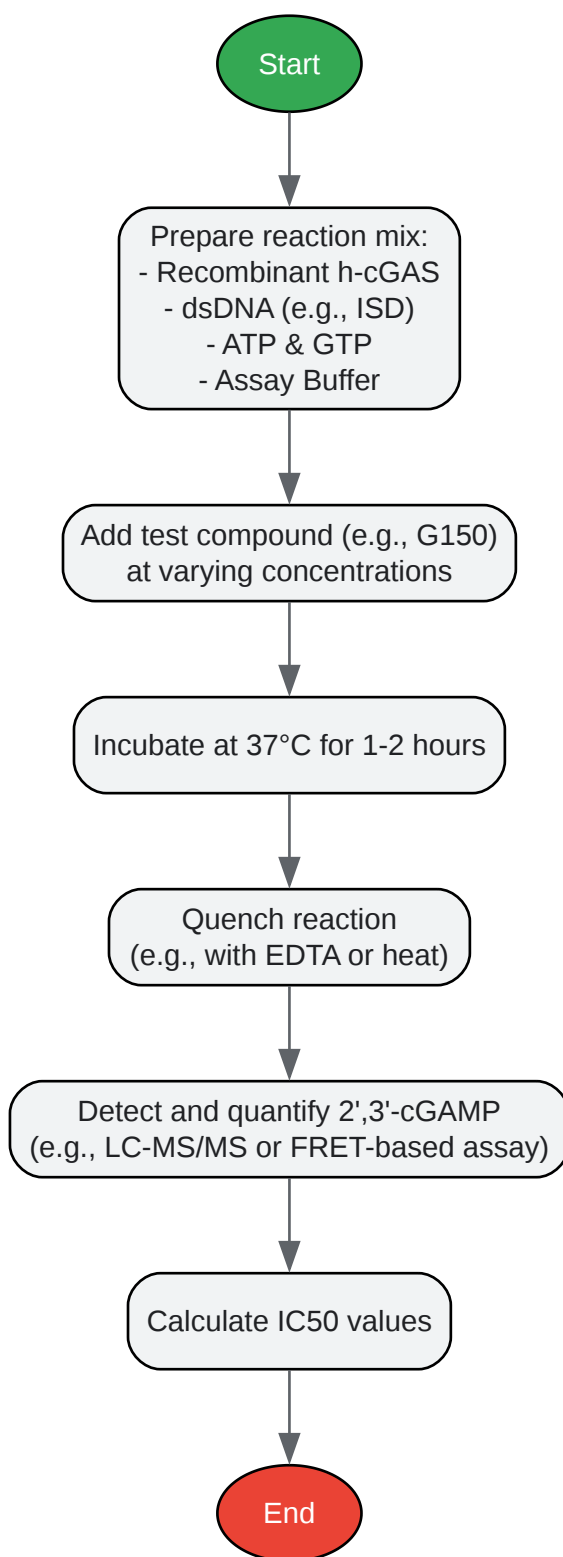 Start
Prepare reaction mix:
- Recombinant h-cGAS
- dsDNA (e.g., ISD)
- ATP & GTP
- Assay Buffer
Add test compound (e.g., G150)
at varying concentrations
Incubate at 37°C for 1-2 hours
Quench reaction
(e.g., with EDTA or heat)
Detect and quantify 2',3'-cGAMP
(e.g., LC-MS/MS or FRET-based assay)
Calculate IC50 values
End